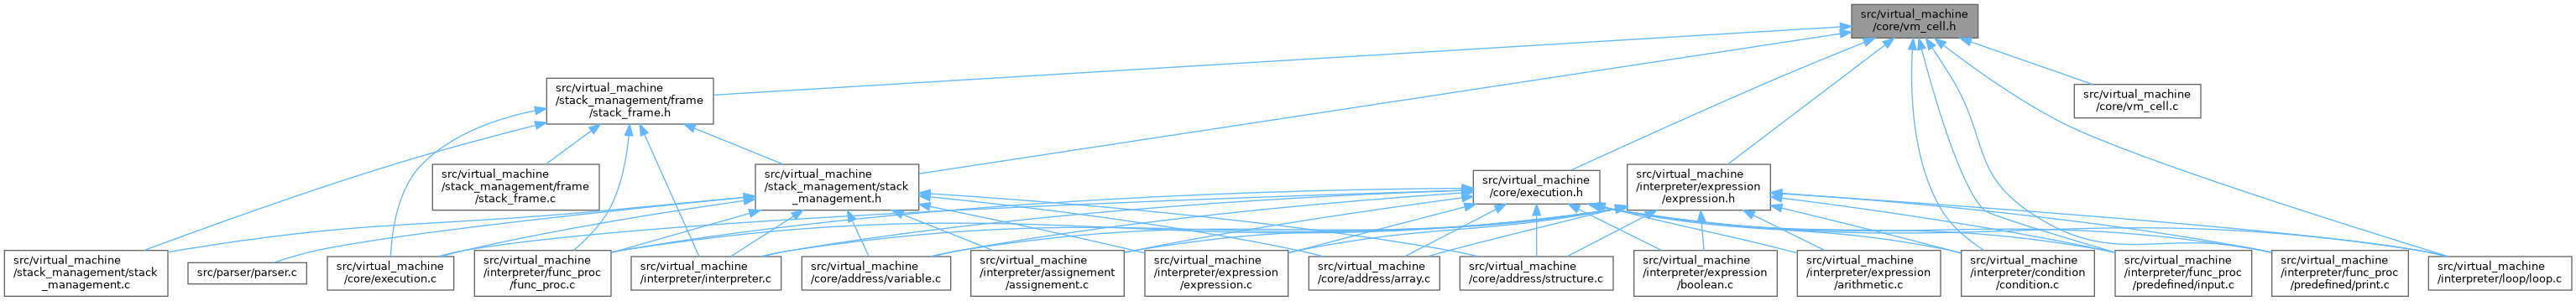 src/virtual_machine
/core/vm_cell.h
src/virtual_machine
/stack_management/frame
/stack_frame.h
src/virtual_machine
/core/vm_cell.c
src/virtual_machine
/stack_management/frame
/stack_frame.c
src/virtual_machine
/stack_management/stack
_management.h
src/virtual_machine
/core/execution.h
src/virtual_machine
/interpreter/expression
/expression.h
src/virtual_machine
/stack_management/stack
_management.c
src/parser/parser.c
src/virtual_machine
/core/execution.c
src/virtual_machine
/interpreter/func_proc
/func_proc.c
src/virtual_machine
/interpreter/interpreter.c
src/virtual_machine
/core/address/variable.c
src/virtual_machine
/interpreter/assignement
/assignement.c
src/virtual_machine
/interpreter/expression
/expression.c
src/virtual_machine
/core/address/array.c
src/virtual_machine
/core/address/structure.c
src/virtual_machine
/interpreter/expression
/boolean.c
src/virtual_machine
/interpreter/expression
/arithmetic.c
src/virtual_machine
/interpreter/condition
/condition.c
src/virtual_machine
/interpreter/func_proc
/predefined/input.c
src/virtual_machine
/interpreter/func_proc
/predefined/print.c
src/virtual_machine
/interpreter/loop/loop.c